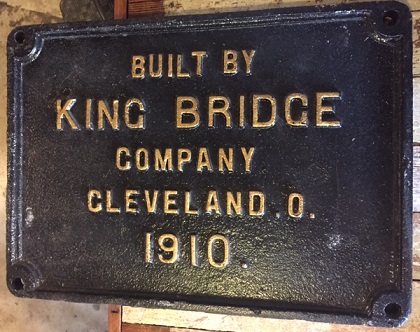 BUILT BY
KING BRIDGE
COMPANY
CLEVELAND.O.
1910.